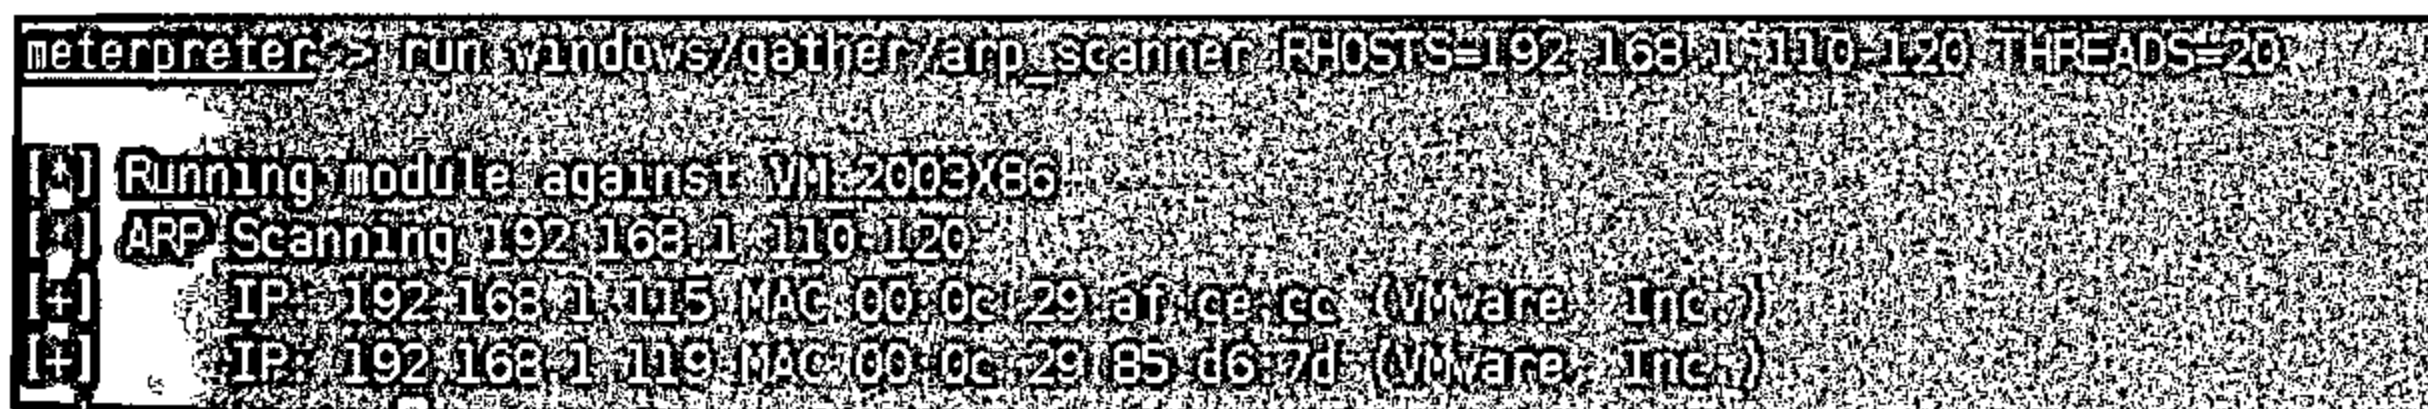 meterpreter > run windows/gather/arp_scanner RHOSTS=192.168.1.110-120 THREADS=20
[*] Running module against VM_2003X86
[*] ARP Scanning 192.168.1.110-120
[+] IP: 192.168.1.115 MAC 00:0c:29:af:ce:cc (VMware, Inc.)
[+] IP: 192.168.1.119 MAC 00:0c:29:85:d6:7d (VMware, Inc.)